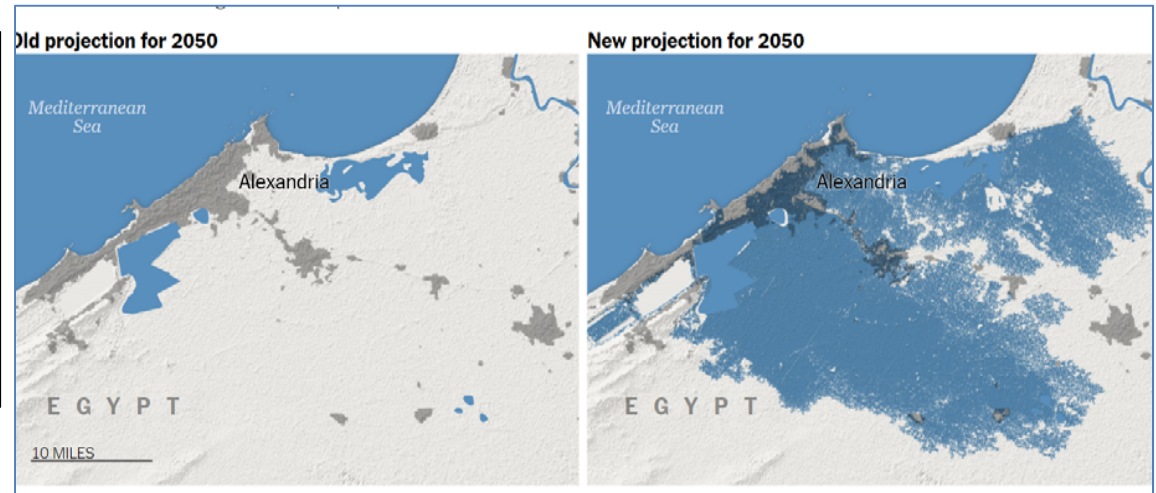 Old projection for 2050
Mediterranean
Sea
Alexandria
EGYPT
10 MILES
New projection for 2050
Mediterranean
Sea
Alexandria
EGYPT